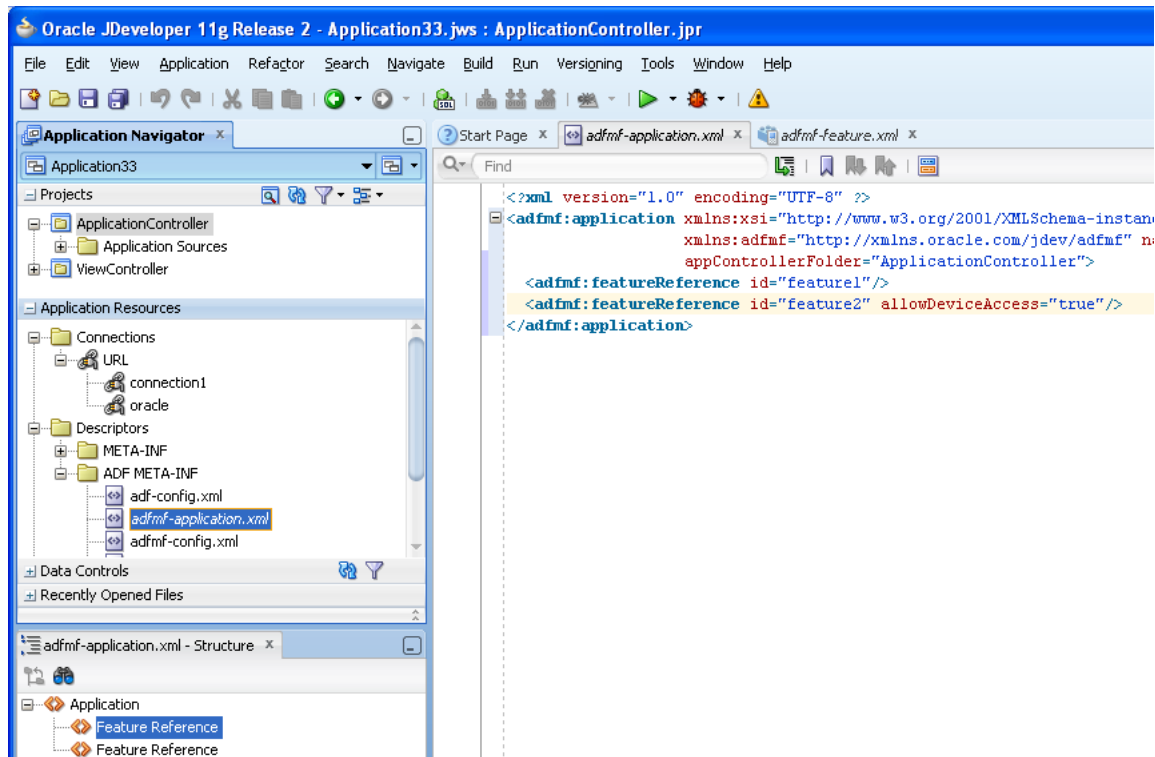 Oracle JDeveloper 11g Release 2 - Application33.jws : ApplicationController.jpr
File Edit View Application Refactor Search Navigate Build Run Versioning Tools Window Help
Application Navigator x
Application33
Projects
ApplicationController
Application Sources
ViewController
Application Resources
Connections
URL
connection1
oracle
Descriptors
META-INF
ADF META-INF
adf-config.xml
adfmf-application.xml
adfmf-config.xml
Data Controls
Recently Opened Files
adfmf-application.xml - Structure x
Application
Feature Reference
Feature Reference
Start Page x adfmf-application.xml x adfmf-feature.xml x
Find
<?xml version="1.0" encoding="UTF-8" ?>
<adfmf:application xmlns:xsi="http://www.w3.org/2001/XMLSchema-instanc
xmlns:adfmf="http://xmlns.oracle.com/jdev/adfmf" na
appControllerFolder="ApplicationController">
<adfmf:featureReference id="feature1"/>
<adfmf:featureReference id="feature2" allowDeviceAccess="true"/>
</adfmf:application>